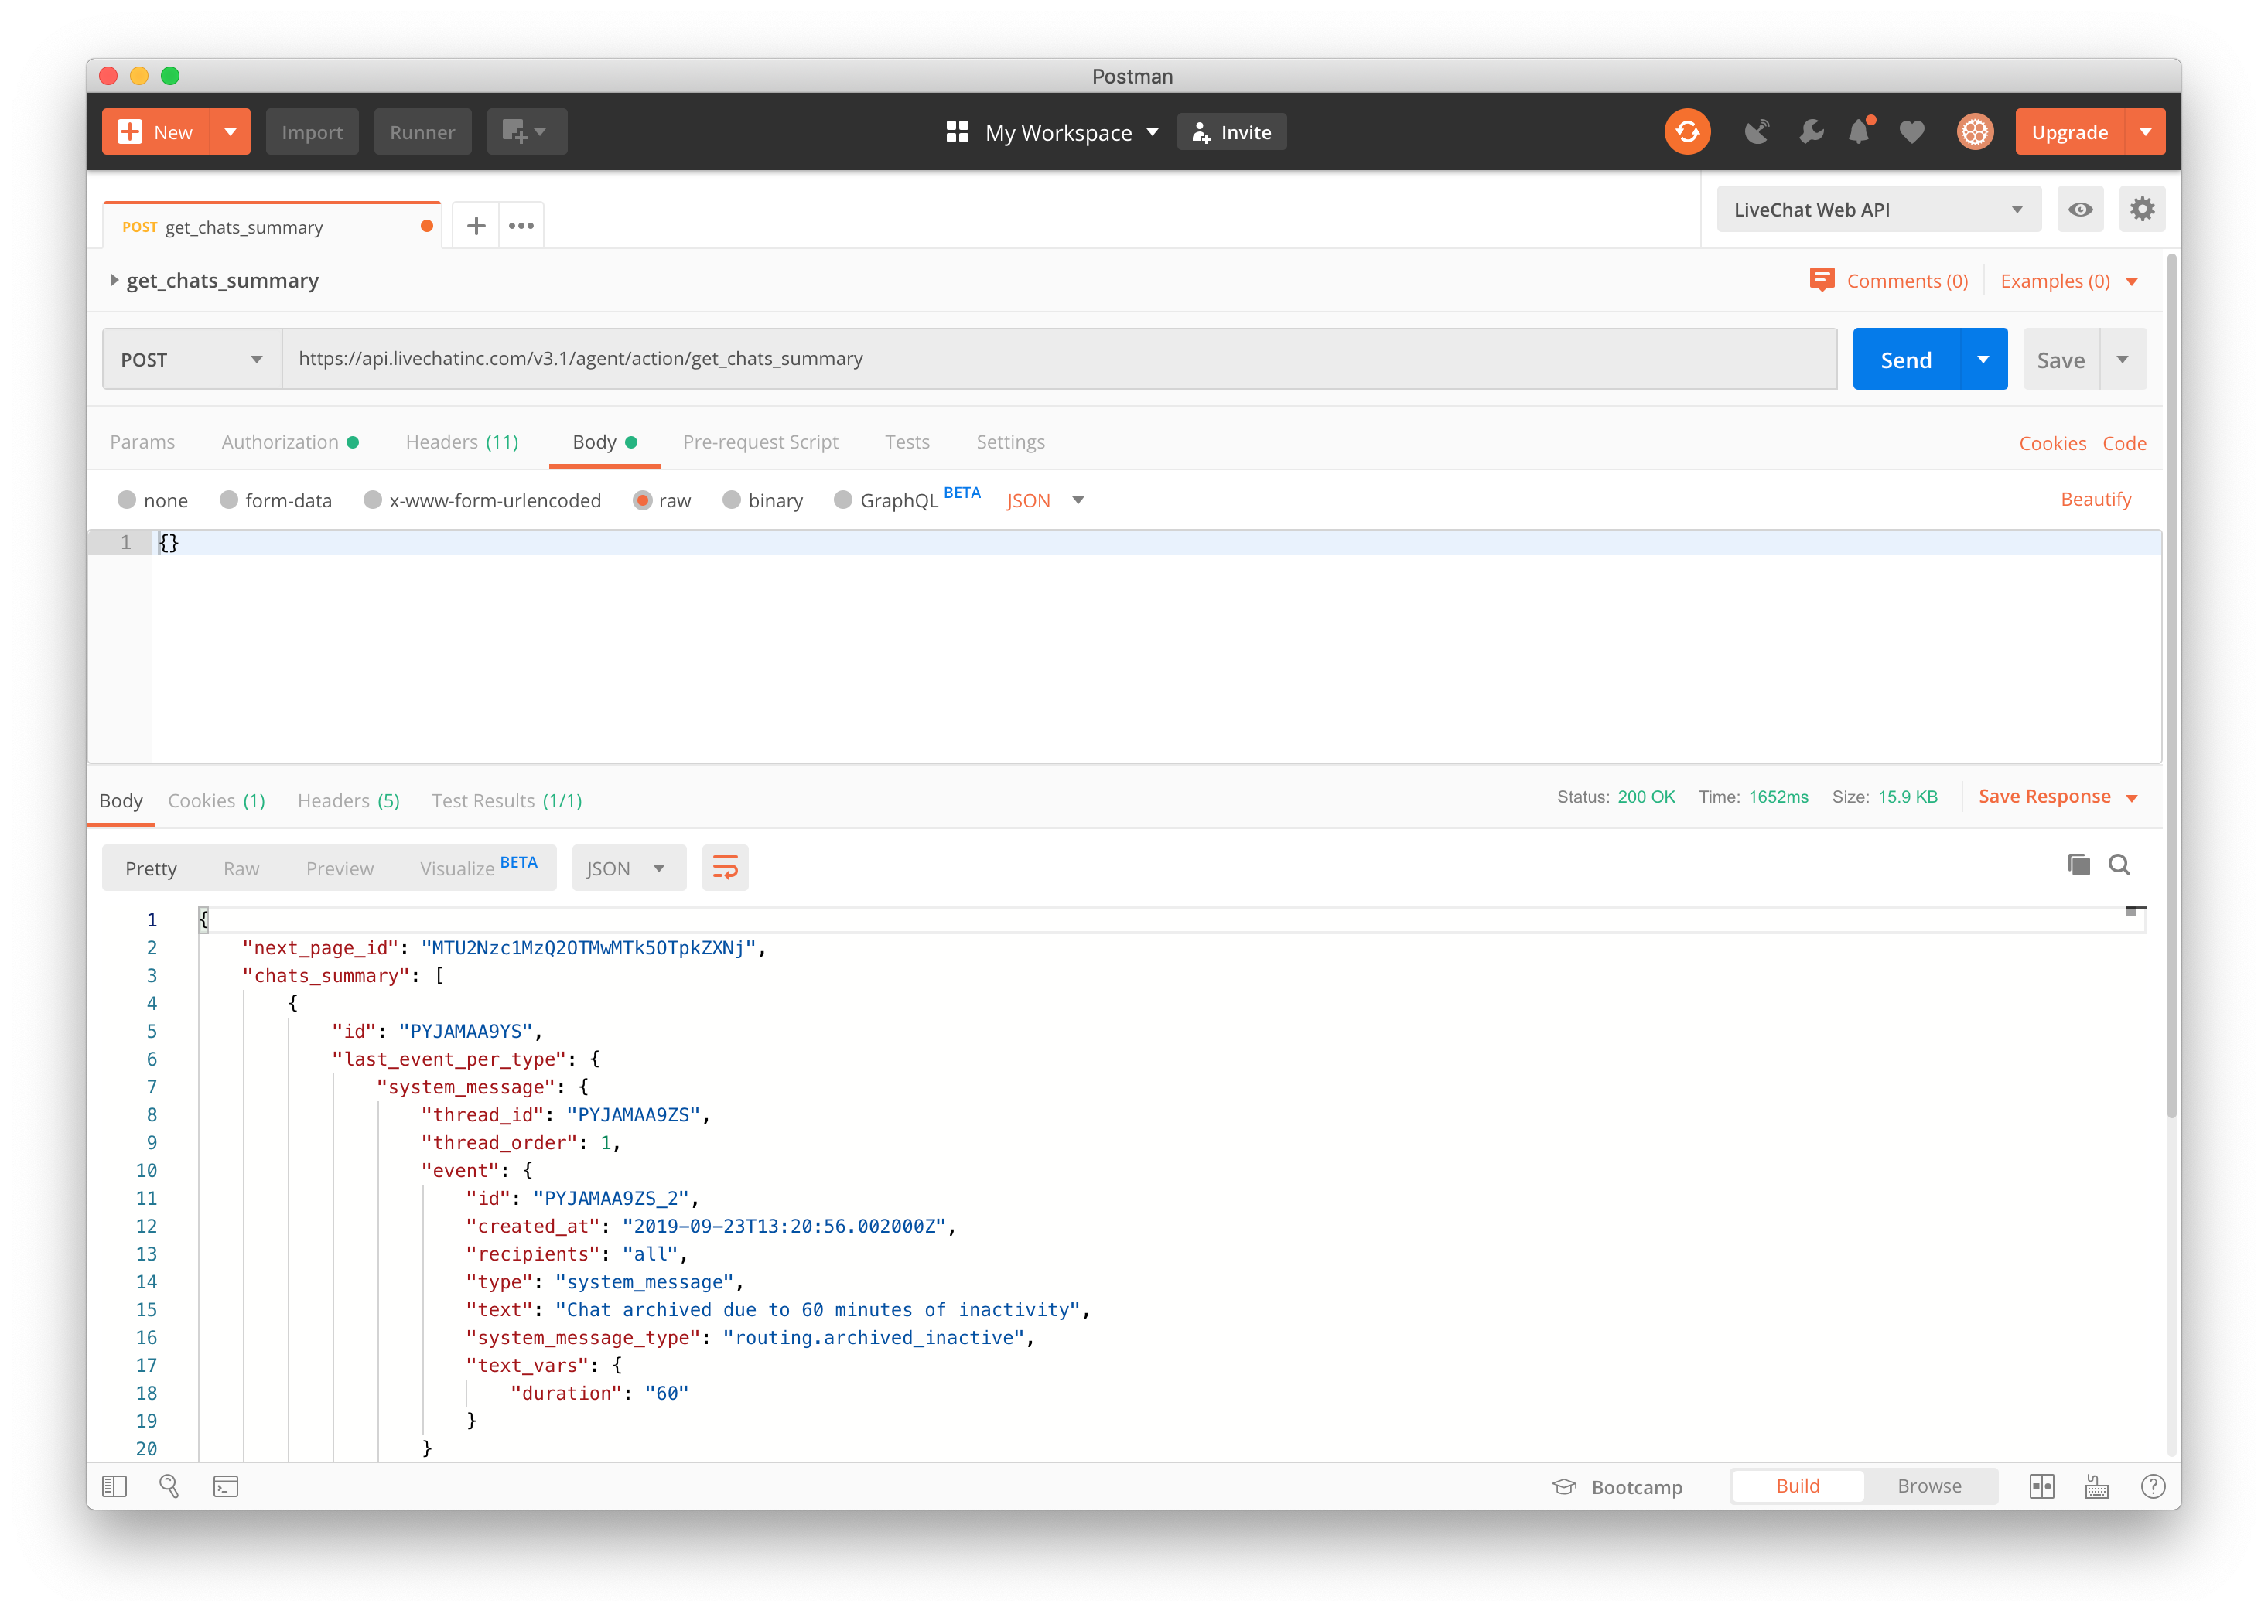 Postman
New Import Runner My Workspace Invite Upgrade
POST get_chats_summary LiveChat Web API
get_chats_summary Comments (0) Examples (0)
POST https://api.livechatinc.com/v3.1/agent/action/get_chats_summary Send Save
Params Authorization Headers (11) Body Pre-request Script Tests Settings Cookies Code
none form-data x-www-form-urlencoded raw binary GraphQL BETA JSON Beautify
1 {}
Body Cookies (1) Headers (5) Test Results (1/1) Status: 200 OK Time: 1652ms Size: 15.9 KB Save Response
Pretty Raw Preview Visualize BETA JSON
1 {
2 "next_page_id": "MTU2Nzc1MzQ2OTMwMTk5OTpkZXNj",
3 "chats_summary": [
4 {
5 "id": "PYJAMAA9YS",
6 "last_event_per_type": {
7 "system_message": {
8 "thread_id": "PYJAMAA9ZS",
9 "thread_order": 1,
10 "event": {
11 "id": "PYJAMAA9ZS_2",
12 "created_at": "2019-09-23T13:20:56.002000Z",
13 "recipients": "all",
14 "type": "system_message",
15 "text": "Chat archived due to 60 minutes of inactivity",
16 "system_message_type": "routing.archived_inactive",
17 "text_vars": {
18 "duration": "60"
19 }
20 }
Bootcamp Build Browse